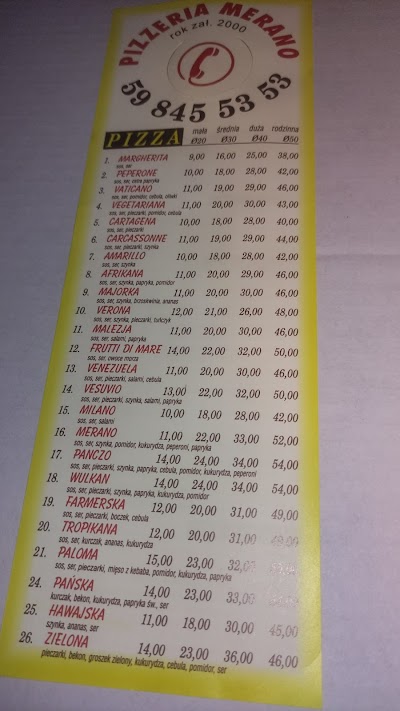 PIZZERIA MERANO
rok zał. 2000
59 845 53 53
PIZZA mała średnia duża rodzinna
Ø20 Ø30 Ø40 Ø50
1. MARGHERITA 9,00 16,00 25,00 38,00
sos, ser
2. PEPERONE 10,00 18,00 28,00 42,00
sos, ser, ostra papryka
3. VATICANO 11,00 19,00 29,00 46,00
sos, ser, pomidor, cebula, oliwki
4. VEGETARIANA 11,00 20,00 30,00 43,00
sos, ser, pieczarki, pomidor, cebula
5. CARTAGENA 10,00 18,00 28,00 40,00
sos, ser, pieczarki
6. CARCASSONNE 11,00 19,00 29,00 44,00
sos, ser, pieczarki, szynka
7. AMARILLO 10,00 18,00 28,00 42,00
sos, ser, szynka
8. AFRIKANA 11,00 20,00 29,00 46,00
sos, ser, szynka, papryka, pomidor
9. MAJORKA 11,00 20,00 30,00 46,00
sos, ser, szynka, brzoskwinia, ananas
10. VERONA 12,00 21,00 26,00 48,00
sos, ser, szynka, pieczarki, tuńczyk
11. MALEZJA 11,00 20,00 30,00 46,00
sos, ser, salami, papryka
12. FRUTTI DI MARE 14,00 22,00 32,00 50,00
sos, ser, owoce morza
13. VENEZUELA 11,00 20,00 30,00 46,00
sos, ser, pieczarki, salami, cebula
14. VESUVIO 13,00 22,00 32,00 50,00
sos, ser, pieczarki, szynka, salami, papryka
15. MILANO 10,00 18,00 28,00 42,00
sos, ser, salami
16. MERANO 11,00 22,00 33,00 52,00
sos, ser, szynka, pomidor, kukurydza, peperoni, papryka
17. PANCZO 14,00 24,00 34,00 54,00
sos, ser, pieczarki, szynka, papryka, cebula, pomidor, kukurydza, peperoni
18. WULKAN 14,00 24,00 34,00 54,00
sos, ser, pieczarki, szynka, papryka, kukurydza, pomidor
19. FARMERSKA 12,00 20,00 31,00 49,00
sos, ser, pieczarki, boczek, cebula
20. TROPIKANA 12,00 20,00 31,00 49,00
sos, ser, kurczak, ananas, kukurydza
21. PALOMA 15,00 23,00 32,00
sos, ser, pieczarki, mięso z kebaba, pomidor, kukurydza, papryka
24. PAŃSKA 14,00 23,00 33,00
kurczak, bekon, kukurydza, papryka św., ser
25. HAWAJSKA 11,00 18,00 30,00 45,00
szynka, ananas, ser
26. ZIELONA 14,00 23,00 36,00 46,00
pieczarki, bekon, groszek zielony, kukurydza, cebula, pomidor, ser